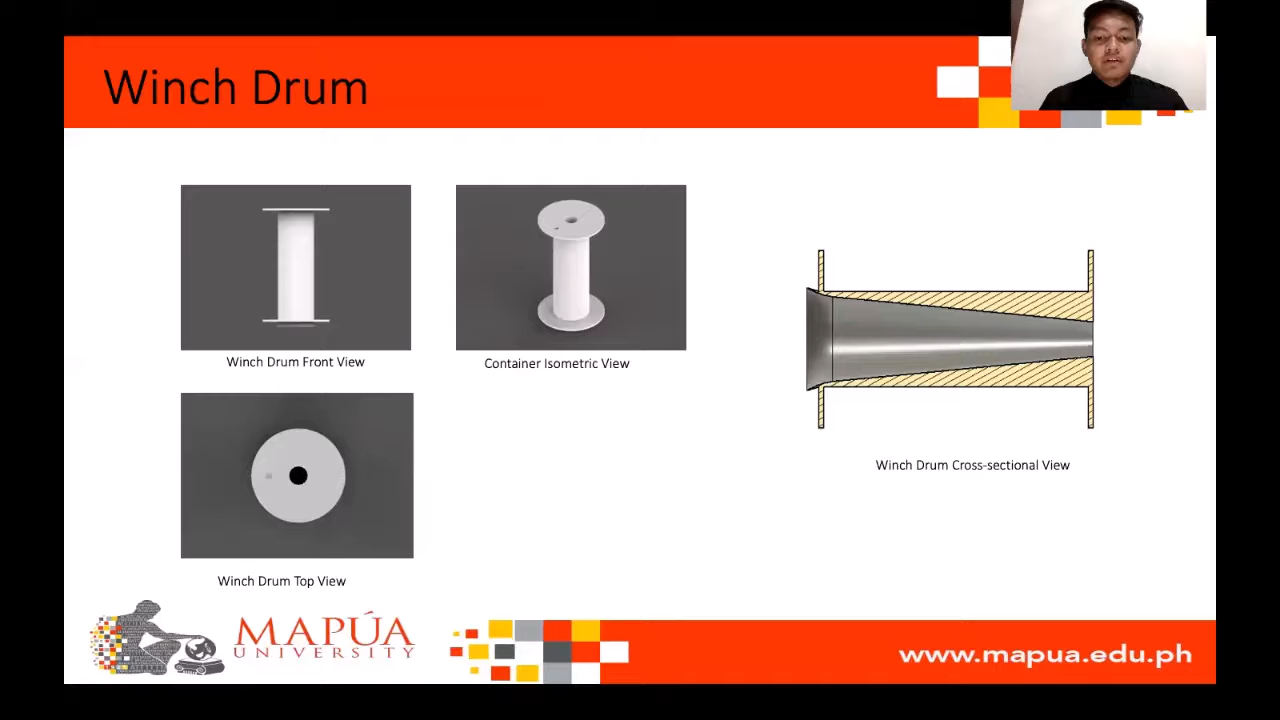 Winch Drum
Winch Drum Front View
Container Isometric View
Winch Drum Cross-sectional View
Winch Drum Top View
MAPÚA
UNIVERSITY
www.mapua.edu.ph